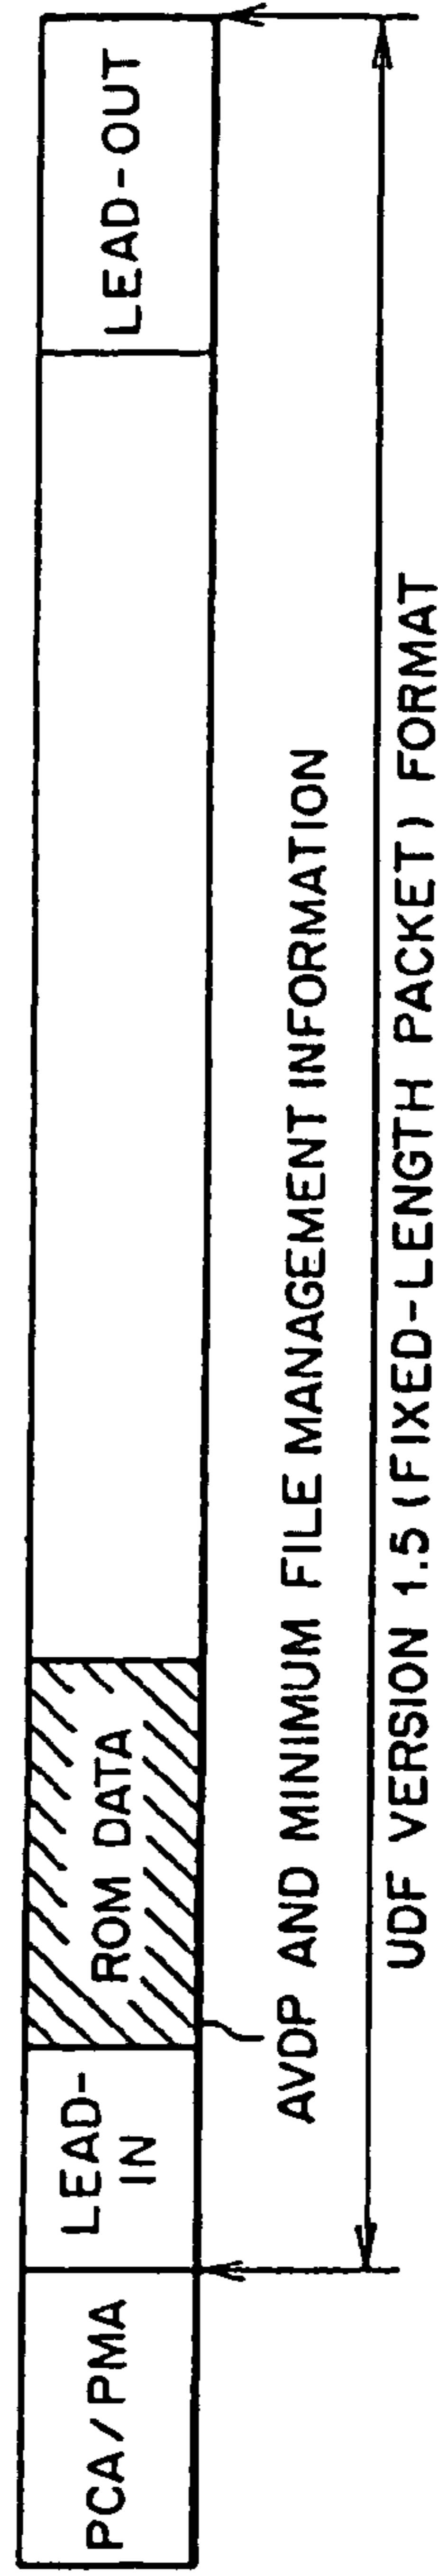 PCA/PMA
LEAD-
IN
ROM DATA
LEAD-OUT
AVDP AND MINIMUM FILE MANAGEMENT INFORMATION
UDF VERSION 1.5 (FIXED-LENGTH PACKET) FORMAT